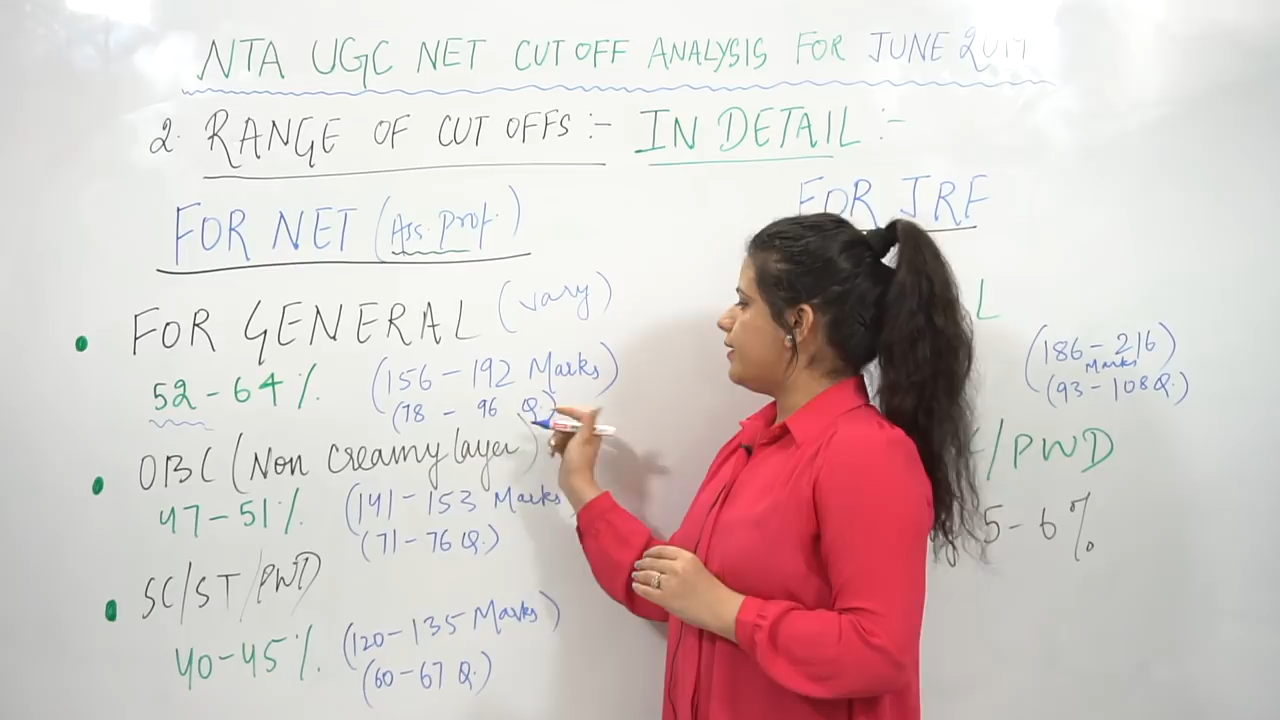 NTA UGC NET CUTOFF ANALYSIS FOR JUNE 2019
2. RANGE OF CUT OFFS :- IN DETAIL :-
FOR NET (Ass. Prof.)
• FOR GENERAL (vary)
52 - 64 %. (156 - 192 Marks)
(78 - 96 Q.)
• OBC (Non Creamy layer)
47 - 51 %. (141 - 153 Marks
(71 - 76 Q.)
• SC/ST/PWD
40 - 45 %. (120 - 135 Marks)
(60 - 67 Q.)
FOR JRF
L
(186 - 216)
Marks
(93 - 108 Q.)
/PWD
5 - 6 %